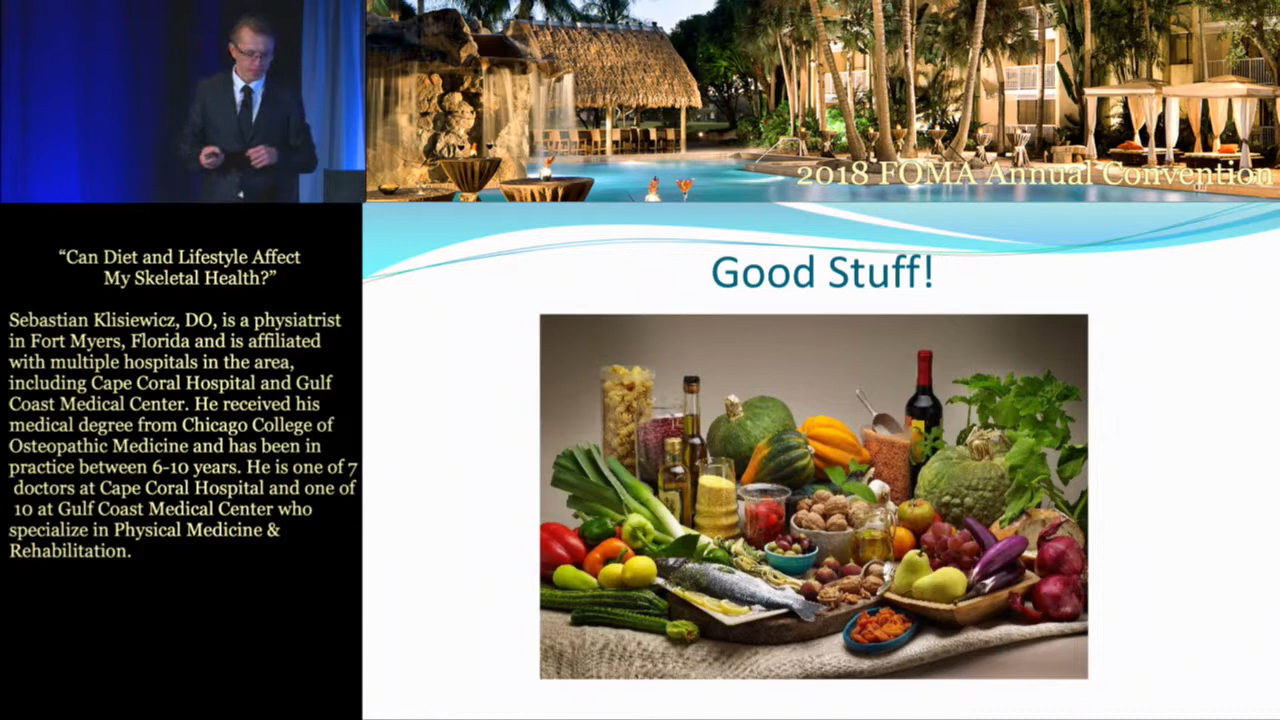 2018 FOMA Annual Convention
“Can Diet and Lifestyle Affect
My Skeletal Health?”
Sebastian Klisiewicz, DO, is a physiatrist
in Fort Myers, Florida and is affiliated
with multiple hospitals in the area,
including Cape Coral Hospital and Gulf
Coast Medical Center. He received his
medical degree from Chicago College of
Osteopathic Medicine and has been in
practice between 6-10 years. He is one of 7
doctors at Cape Coral Hospital and one of
10 at Gulf Coast Medical Center who
specialize in Physical Medicine &
Rehabilitation.
Good Stuff!